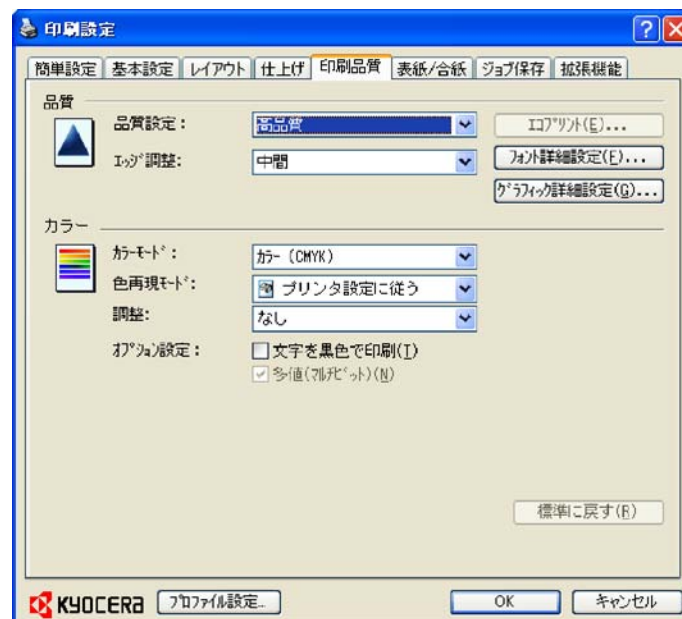 印刷設定
簡単設定 基本設定 レイアウト 仕上げ 印刷品質 表紙/合紙 ジョブ保存 拡張機能
品質
品質設定： 高品質 ｴｺﾌﾟﾘﾝﾄ(E)...
ｴｯｼﾞ調整: 中間 ﾌｫﾝﾄ詳細設定(F)...
ｸﾞﾗﾌｨｯｸ詳細設定(G)...
カラー
ｶﾗｰﾓｰﾄﾞ： ｶﾗｰ (CMYK)
色再現ﾓｰﾄﾞ: プリンタ設定に従う
調整: なし
ｵﾌﾟｼｮﾝ設定： 文字を黒色で印刷(T)
多値(ﾏﾙﾁﾋﾞｯﾄ)(N)
標準に戻す(R)
KYOCERA ﾌﾟﾛﾌｧｲﾙ設定... OK キャンセル